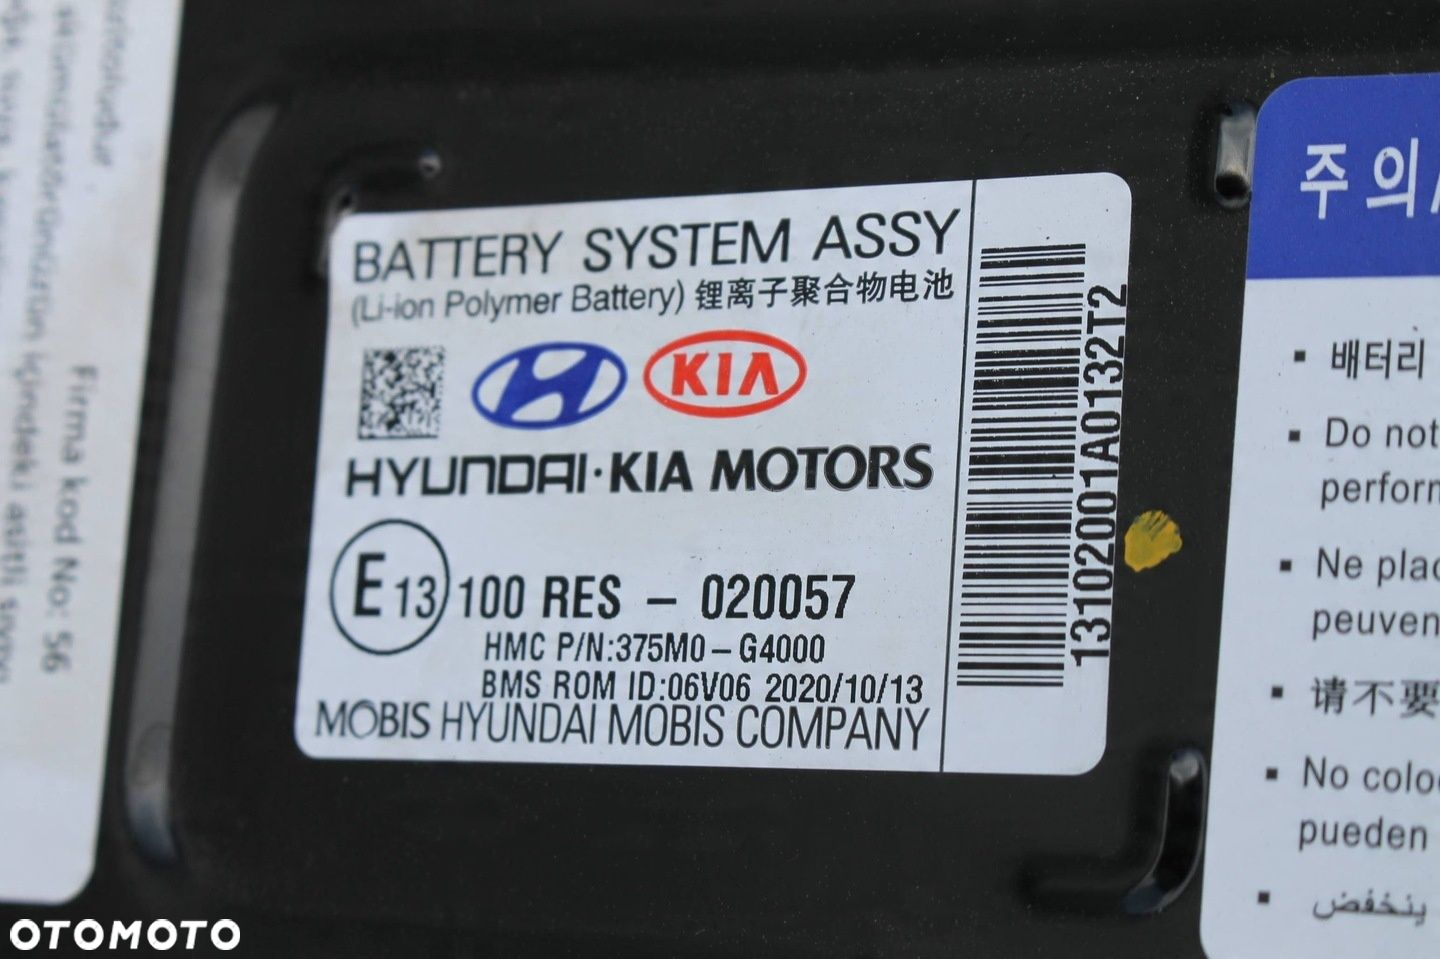 BATTERY SYSTEM ASSY
(Li-ion Polymer Battery) 锂离子聚合物电池
KIA
HYUNDAI·KIA MOTORS
E13 100 RES - 020057
HMC P/N:375M0-G4000
BMS ROM ID:06V06 2020/10/13
MOBIS HYUNDAI MOBIS COMPANY
13102001A0132T2
akümülatörünüzün içindeki asitli
Firma kod No: 56
주의/
▪ 배터리
▪ Do not
perform
▪ Ne
peuven
▪ 请不要
▪ No
pueden
▪ ينخفض
OTOMOTO